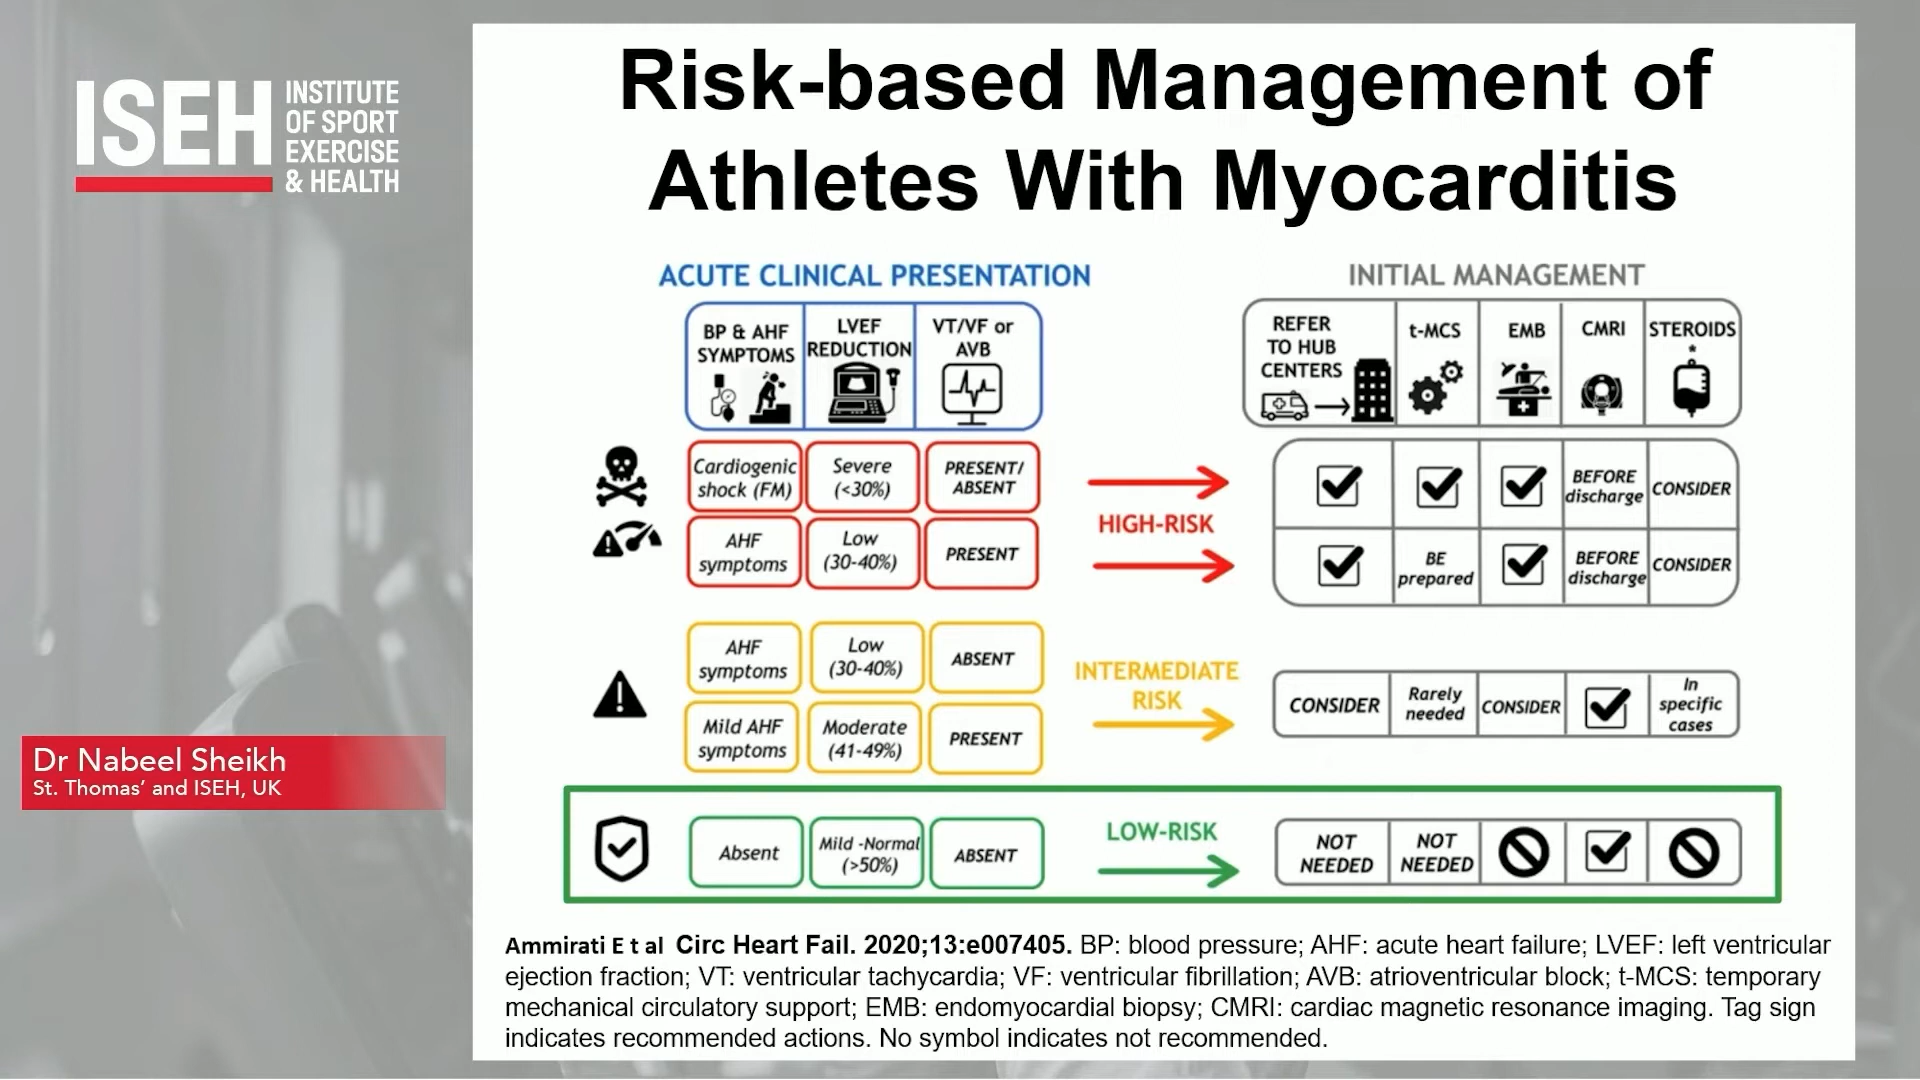 ISEH
INSTITUTE
OF SPORT
EXERCISE
& HEALTH
Risk-based Management of
Athletes With Myocarditis
ACUTE CLINICAL PRESENTATION
INITIAL MANAGEMENT
BP & AHF
SYMPTOMS
LVEF
REDUCTION
VT/VF or
AVB
REFER
TO HUB
CENTERS
t-MCS
EMB
CMRI
STEROIDS
*
Cardiogenic
shock (FM)
Severe
(<30%)
PRESENT/
ABSENT
BEFORE
discharge
CONSIDER
HIGH-RISK
AHF
symptoms
Low
(30-40%)
PRESENT
BE
prepared
BEFORE
discharge
CONSIDER
AHF
symptoms
Low
(30-40%)
ABSENT
INTERMEDIATE
RISK
CONSIDER
Rarely
needed
CONSIDER
In
specific
cases
Mild AHF
symptoms
Moderate
(41-49%)
PRESENT
Dr Nabeel Sheikh
St. Thomas’ and ISEH, UK
Absent
Mild -Normal
(>50%)
ABSENT
LOW-RISK
NOT
NEEDED
NOT
NEEDED
Ammirati E t al Circ Heart Fail. 2020;13:e007405. BP: blood pressure; AHF: acute heart failure; LVEF: left ventricular
ejection fraction; VT: ventricular tachycardia; VF: ventricular fibrillation; AVB: atrioventricular block; t-MCS: temporary
mechanical circulatory support; EMB: endomyocardial biopsy; CMRI: cardiac magnetic resonance imaging. Tag sign
indicates recommended actions. No symbol indicates not recommended.